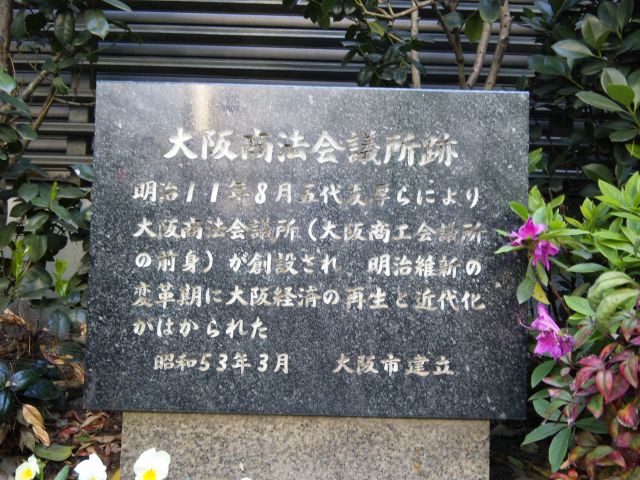 大阪商法会議所跡
明治11年8月五代友厚らにより
大阪商法会議所（大阪商工会議所
の前身）が創設され　明治維新の
変革期に大阪経済の再生と近代化
がはかられた
昭和53年3月　大阪市建立